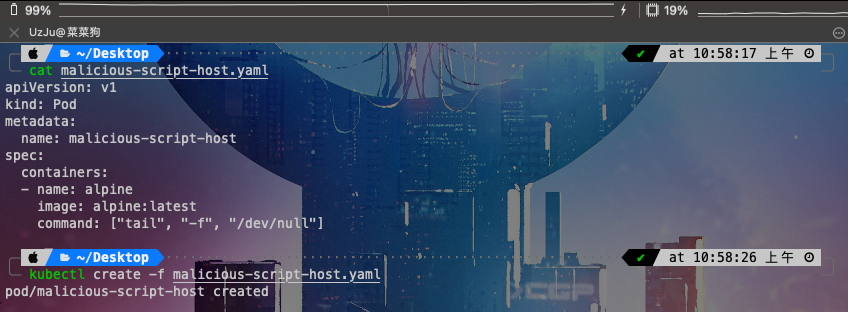 99% 19%
UzJu@菜菜狗
~/Desktop ✔ at 10:58:17 上午
cat malicious-script-host.yaml
apiVersion: v1
kind: Pod
metadata:
  name: malicious-script-host
spec:
  containers:
  - name: alpine
    image: alpine:latest
    command: ["tail", "-f", "/dev/null"]
~/Desktop ✔ at 10:58:26 上午
kubectl create -f malicious-script-host.yaml
pod/malicious-script-host created